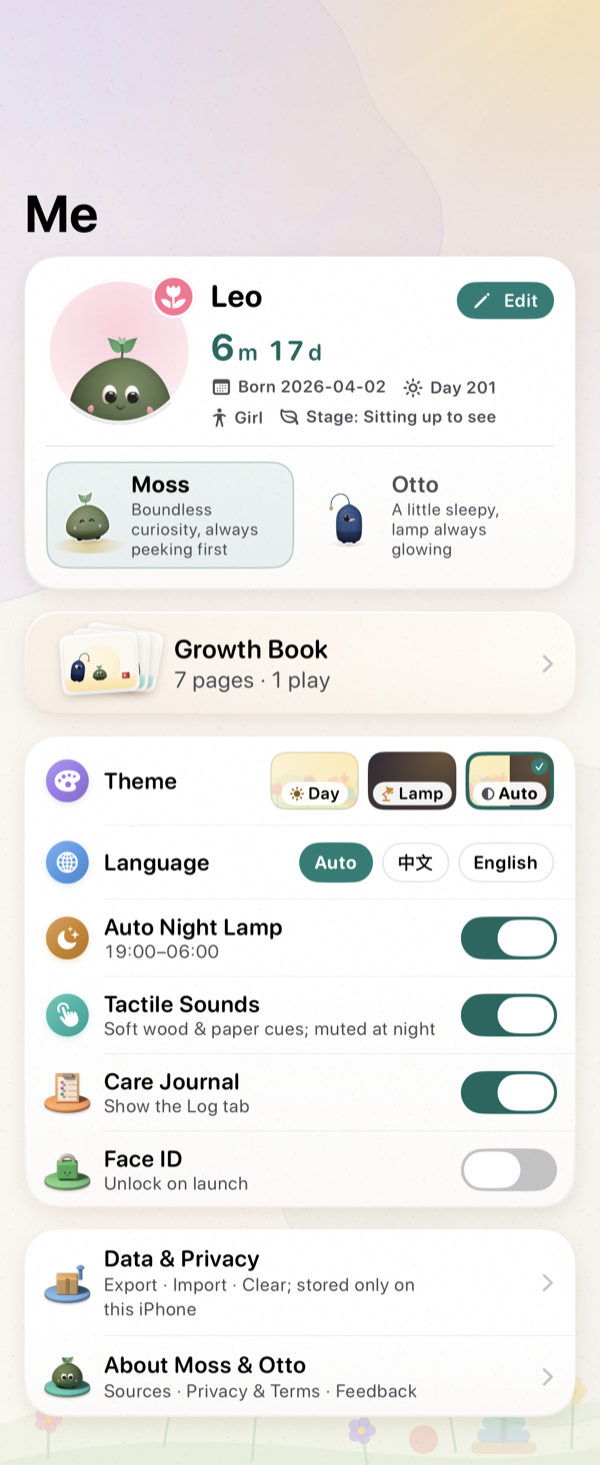 Me
Leo
Edit
6m 17d
Born 2026-04-02 Day 201
Girl Stage: Sitting up to see
Moss
Boundless
curiosity, always
peeking first
Otto
A little sleepy,
lamp always
glowing
Growth Book
7 pages · 1 play
Theme
Day
Lamp
Auto
Language
Auto
中文
English
Auto Night Lamp
19:00–06:00
Tactile Sounds
Soft wood & paper cues; muted at night
Care Journal
Show the Log tab
Face ID
Unlock on launch
Data & Privacy
Export · Import · Clear; stored only on
this iPhone
About Moss & Otto
Sources · Privacy & Terms · Feedback